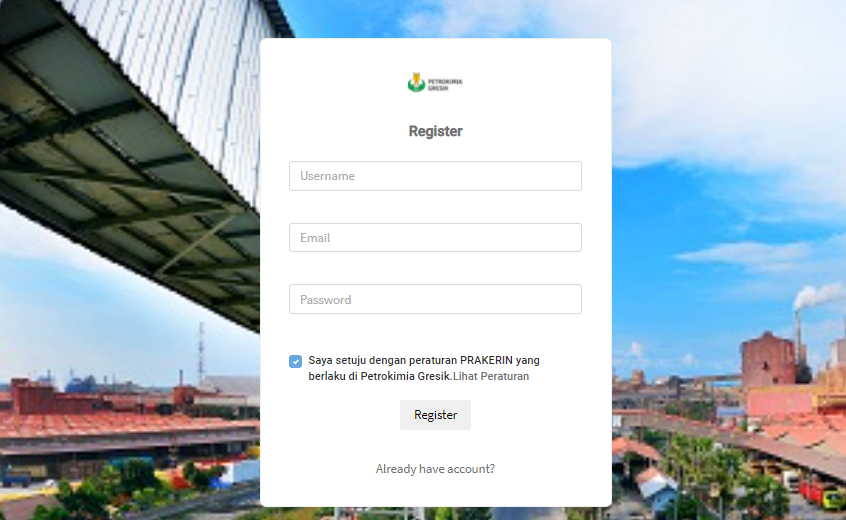 PETROKIMIA
GRESIK
Register
Username
Email
Password
Saya setuju dengan peraturan PRAKERIN yang
berlaku di Petrokimia Gresik.Lihat Peraturan
Register
Already have account?